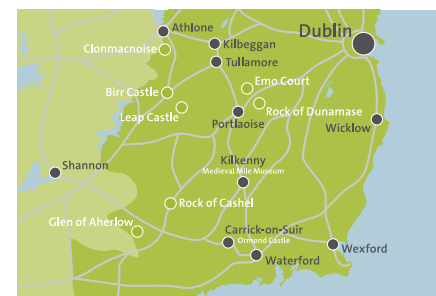 Athlone
Dublin
Clonmacnoise
Kilbeggan
Tullamore
Emo Court
Birr Castle
Leap Castle
Rock of Dunamase
Portlaoise
Wicklow
Shannon
Kilkenny
Medieval Mile Museum
Rock of Cashel
Glen of Aherlow
Carrick-on-Suir
Ormond Castle
Wexford
Waterford